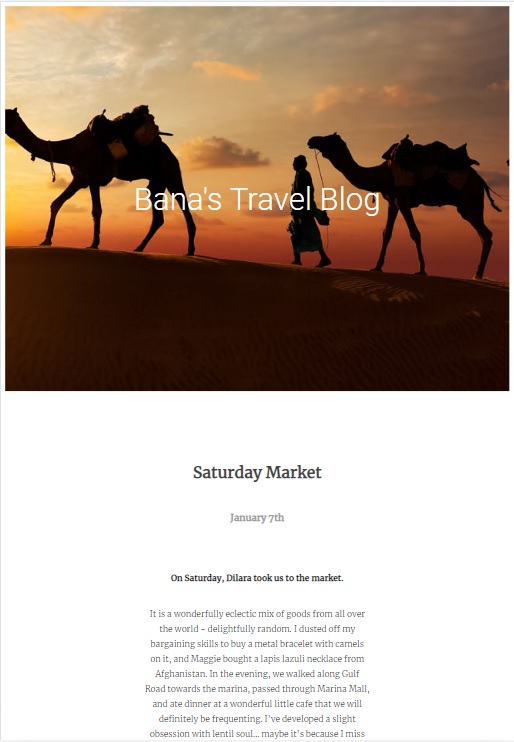 Bana's Travel Blog
Saturday Market
January 7th
On Saturday, Dilara took us to the market.
It is a wonderfully eclectic mix of goods from all over
the world - delightfully random. I dusted off my
bargaining skills to buy a metal bracelet with camels
on it, and Maggie bought a lapis lazuli necklace from
Afghanistan. In the evening, we walked along Gulf
Road towards the marina, passed through Marina Mall,
and ate dinner at a wonderful little cafe that we will
definitely be frequenting. I've developed a slight
obsession with lentil soul... maybe it's because I miss